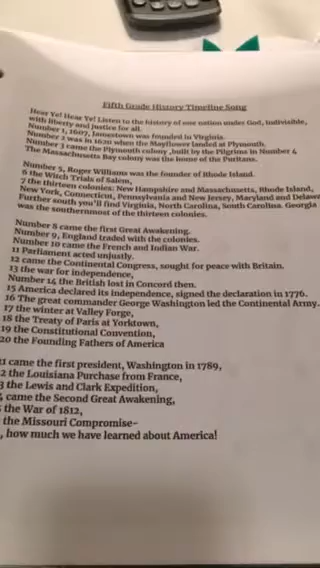 Fifth Grade History Timeline Song
Hear Ye! Hear Ye! Listen to the history of our nation under God, indivisible,
with liberty and justice for all.
Number 1, 1607, Jamestown was founded in Virginia.
Number 2 was in 1620 when the Mayflower landed at Plymouth.
Number 3 came the Plymouth colony ,built by the Pilgrims in Number 4
The Massachusetts Bay colony was the home of the Puritans.
Number 5, Roger Williams was the founder of Rhode Island.
6 the Witch Trials of Salem,
7 the thirteen colonies: New Hampshire and Massachusetts, Rhode Island,
New York, Connecticut, Pennsylvania and New Jersey, Maryland and Delawa
Further south you'll find Virginia, North Carolina, South Carolina. Georgia
was the southernmost of the thirteen colonies.
Number 8 came the first Great Awakening.
Number 9, England traded with the colonies.
Number 10 came the French and Indian War.
11 Parliament acted unjustly.
12 came the Continental Congress, sought for peace with Britain.
13 the war for independence,
Number 14 the British lost in Concord then.
15 America declared its independence, signed the declaration in 1776.
16 The great commander George Washington led the Continental Army.
17 the winter at Valley Forge,
18 the Treaty of Paris at Yorktown,
19 the Constitutional Convention,
20 the Founding Fathers of America
1 came the first president, Washington in 1789,
2 the Louisiana Purchase from France,
3 the Lewis and Clark Expedition,
came the Second Great Awakening,
the War of 1812,
the Missouri Compromise-
, how much we have learned about America!